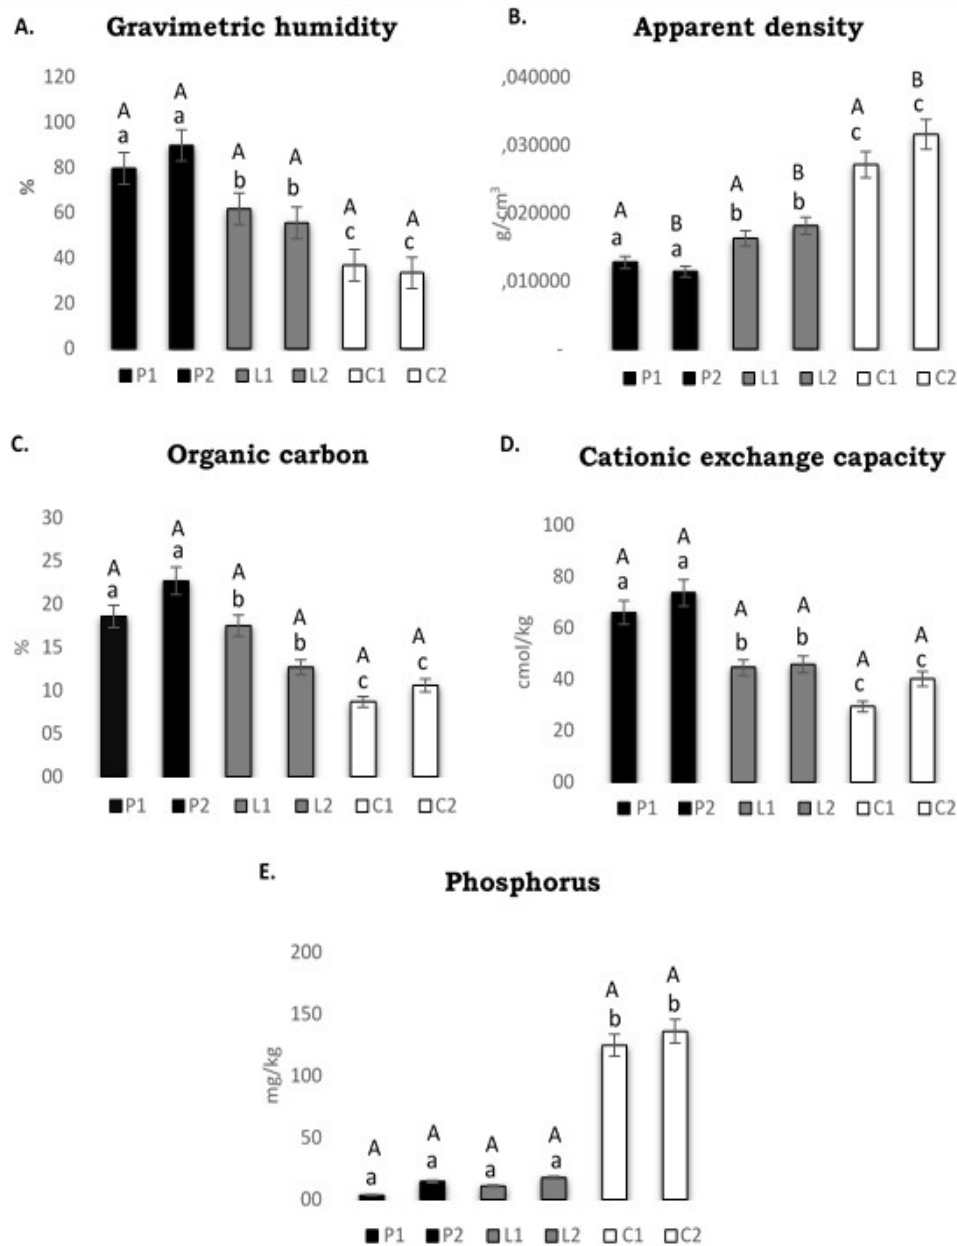 A. Gravimetric humidity
120
100
80
60
40
20
0
%
A
a
A
a
A
b
A
b
A
c
A
c
P1 P2 L1 L2 C1 C2
B. Apparent density
,040000
,030000
,020000
,010000
-
g/cm³
A
a
B
a
A
b
B
b
A
c
B
c
P1 P2 L1 L2 C1 C2
C. Organic carbon
30
25
20
15
10
05
00
%
A
a
A
a
A
b
A
b
A
c
A
c
P1 P2 L1 L2 C1 C2
D. Cationic exchange capacity
100
80
60
40
20
00
cmol/kg
A
a
A
a
A
b
A
b
A
c
A
c
P1 P2 L1 L2 C1 C2
E. Phosphorus
200
150
100
50
00
mg/kg
A
a
A
a
A
a
A
a
A
b
A
b
P1 P2 L1 L2 C1 C2